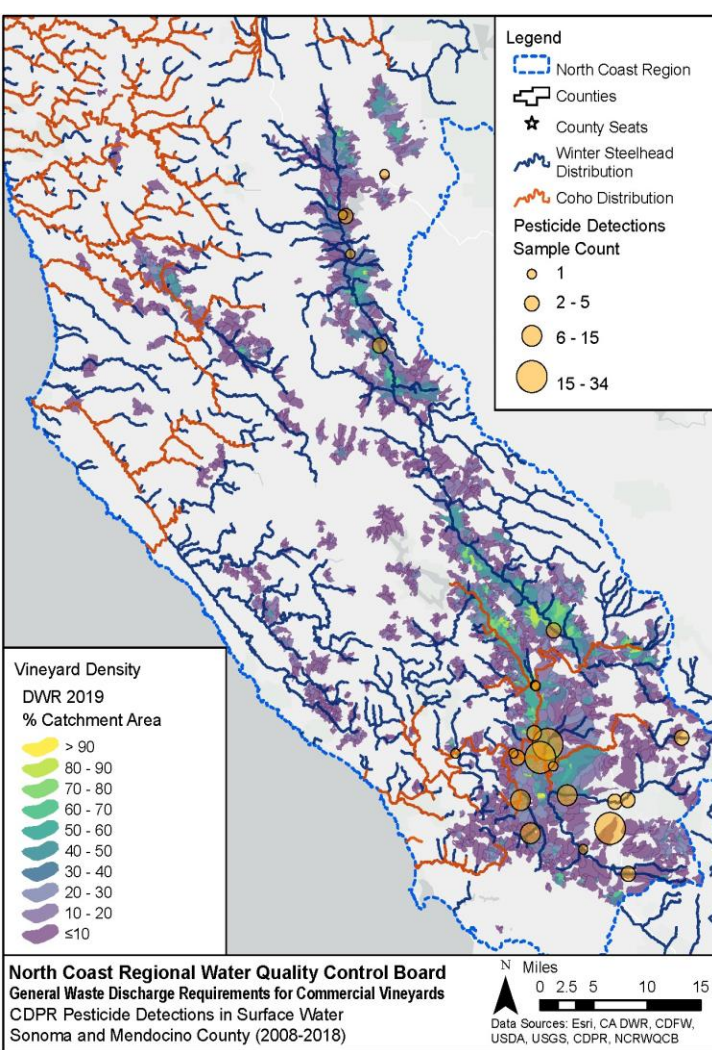 Legend
North Coast Region
Counties
County Seats
Winter Steelhead
Distribution
Coho Distribution
Pesticide Detections
Sample Count
1
2 - 5
6 - 15
15 - 34
Vineyard Density
DWR 2019
% Catchment Area
> 90
80 - 90
70 - 80
60 - 70
50 - 60
40 - 50
30 - 40
20 - 30
10 - 20
≤10
North Coast Regional Water Quality Control Board
General Waste Discharge Requirements for Commercial Vineyards
CDPR Pesticide Detections in Surface Water
Sonoma and Mendocino County (2008-2018)
N
Miles
0 2.5 5 10 15
Data Sources: Esri, CA DWR, CDFW,
USDA, USGS, CDPR, NCRWQCB